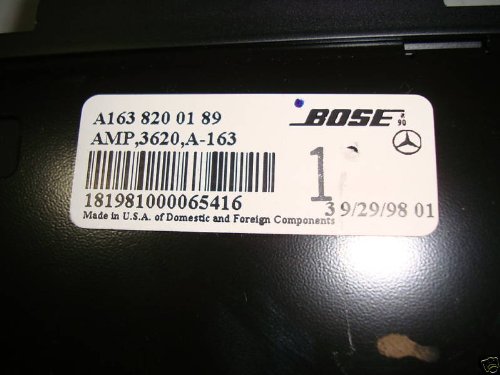 A163 820 01 89
BOSE
AMP,3620,A-163
1
181981000065416
Made in U.S.A. of Domestic and Foreign Components
3 9/29/98 01